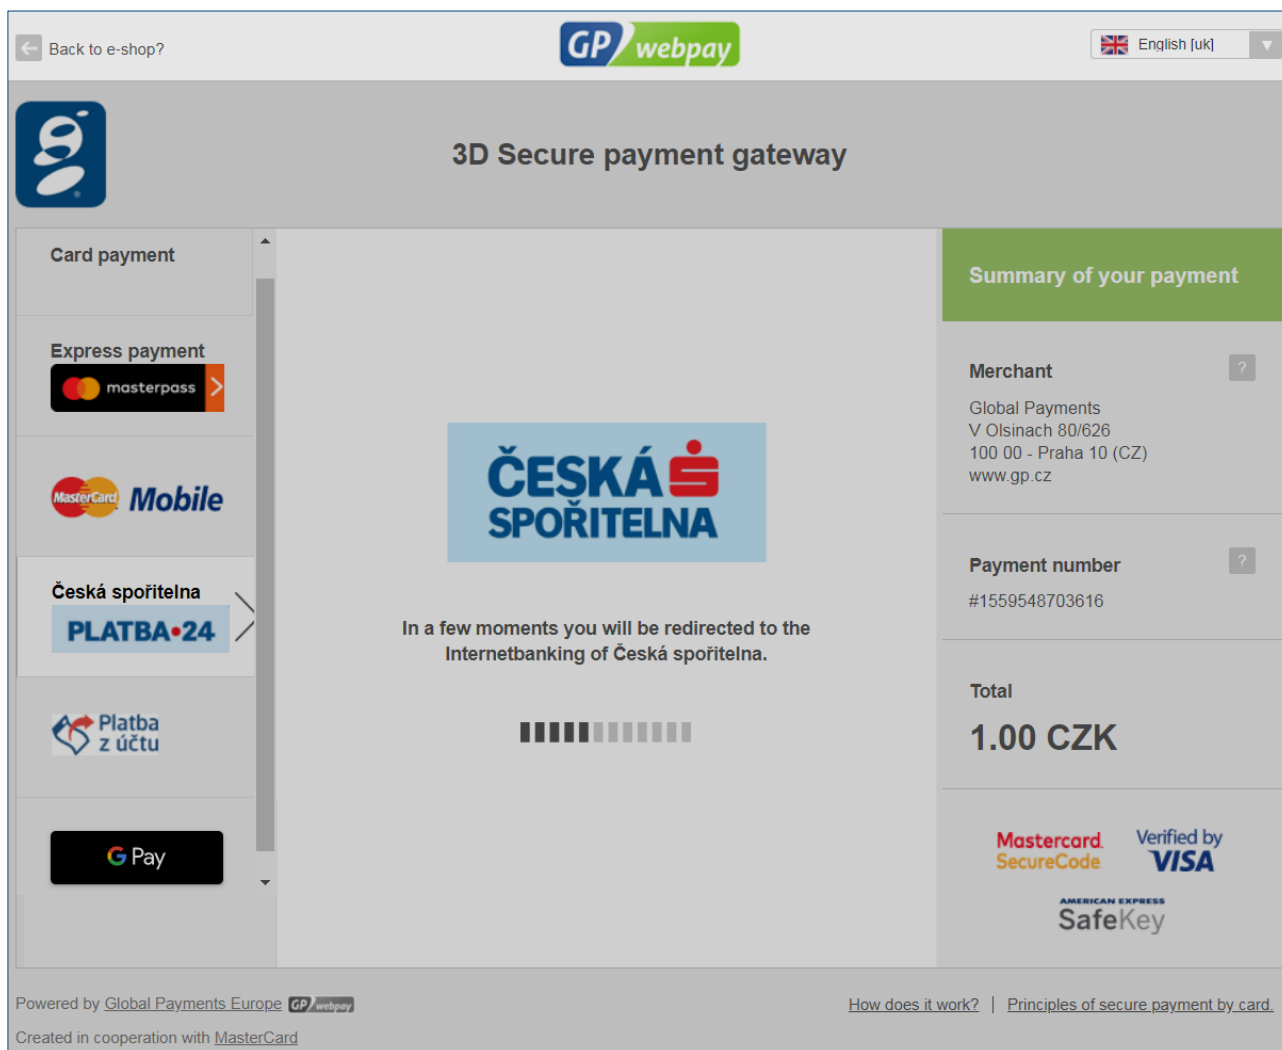 Back to e-shop?
GP webpay
English [uk]
3D Secure payment gateway
Card payment
Express payment
masterpass
MasterCard Mobile
Česká spořitelna
PLATBA•24
Platba
z účtu
G Pay
ČESKÁ
SPOŘITELNA
In a few moments you will be redirected to the
Internetbanking of Česká spořitelna.
Summary of your payment
Merchant
?
Global Payments
V Olsinach 80/626
100 00 - Praha 10 (CZ)
www.gp.cz
Payment number
?
#1559548703616
Total
1.00 CZK
Mastercard.
SecureCode
Verified by
VISA
AMERICAN EXPRESS
SafeKey
Powered by Global Payments Europe GP webpay
How does it work? | Principles of secure payment by card.
Created in cooperation with MasterCard